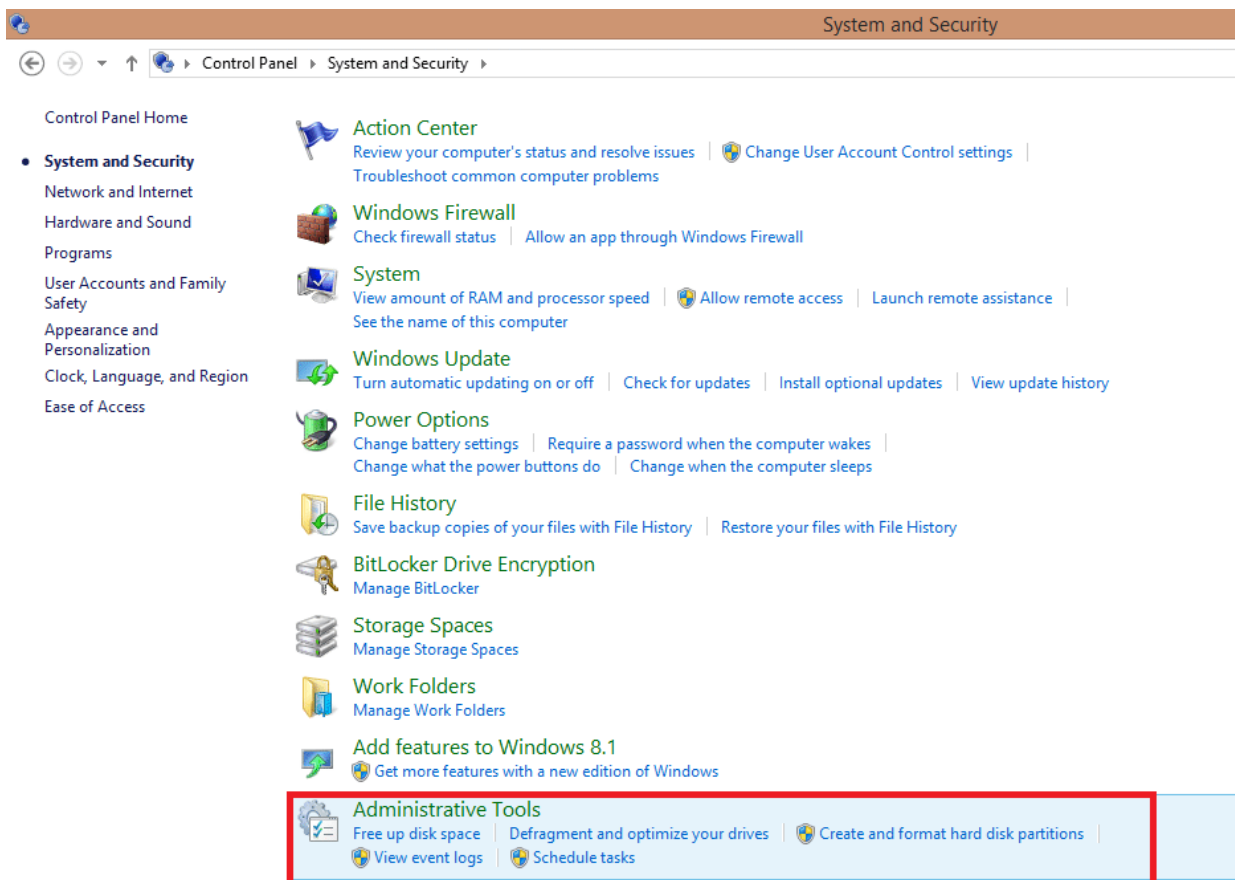 System and Security
Control Panel System and Security
Control Panel Home
System and Security
Network and Internet
Hardware and Sound
Programs
User Accounts and Family
Safety
Appearance and
Personalization
Clock, Language, and Region
Ease of Access
Action Center
Review your computer's status and resolve issues Change User Account Control settings
Troubleshoot common computer problems
Windows Firewall
Check firewall status Allow an app through Windows Firewall
System
View amount of RAM and processor speed Allow remote access Launch remote assistance
See the name of this computer
Windows Update
Turn automatic updating on or off Check for updates Install optional updates View update history
Power Options
Change battery settings Require a password when the computer wakes
Change what the power buttons do Change when the computer sleeps
File History
Save backup copies of your files with File History Restore your files with File History
BitLocker Drive Encryption
Manage BitLocker
Storage Spaces
Manage Storage Spaces
Work Folders
Manage Work Folders
Add features to Windows 8.1
Get more features with a new edition of Windows
Administrative Tools
Free up disk space Defragment and optimize your drives Create and format hard disk partitions
View event logs Schedule tasks